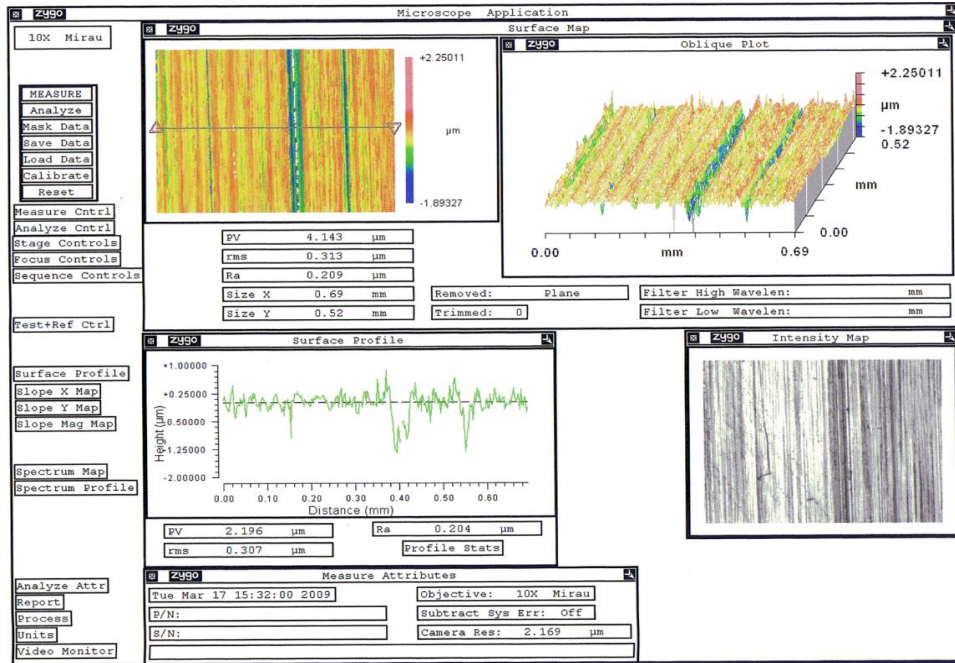 zygo Microscope Application
10X Mirau
MEASURE
Analyze
Mask Data
Save Data
Load Data
Calibrate
Reset
Measure Cntrl
Analyze Cntrl
Stage Controls
Focus Controls
Sequence Controls
Test+Ref Ctrl
Surface Profile
Slope X Map
Slope Y Map
Slope Mag Map
Spectrum Map
Spectrum Profile
Analyze Attr
Report
Process
Units
Video Monitor
zygo Surface Map
+2.25011
µm
-1.89327
zygo Oblique Plot
+2.25011
µm
-1.89327
0.52
mm
0.00
0.00 mm 0.69
PV 4.143 µm
rms 0.313 µm
Ra 0.209 µm
Size X 0.69 mm
Size Y 0.52 mm
Removed: Plane
Trimmed: 0
Filter High Wavelen: mm
Filter Low Wavelen: mm
zygo Surface Profile
Height (µm)
+1.00000
+0.25000
-0.50000
-1.25000
-2.00000
0.00 0.10 0.20 0.30 0.40 0.50 0.60
Distance (mm)
PV 2.196 µm
rms 0.307 µm
Ra 0.204 µm
Profile Stats
zygo Intensity Map
zygo Measure Attributes
Tue Mar 17 15:32:00 2009
P/N:
S/N:
Objective: 10X Mirau
Subtract Sys Err: Off
Camera Res: 2.169 µm